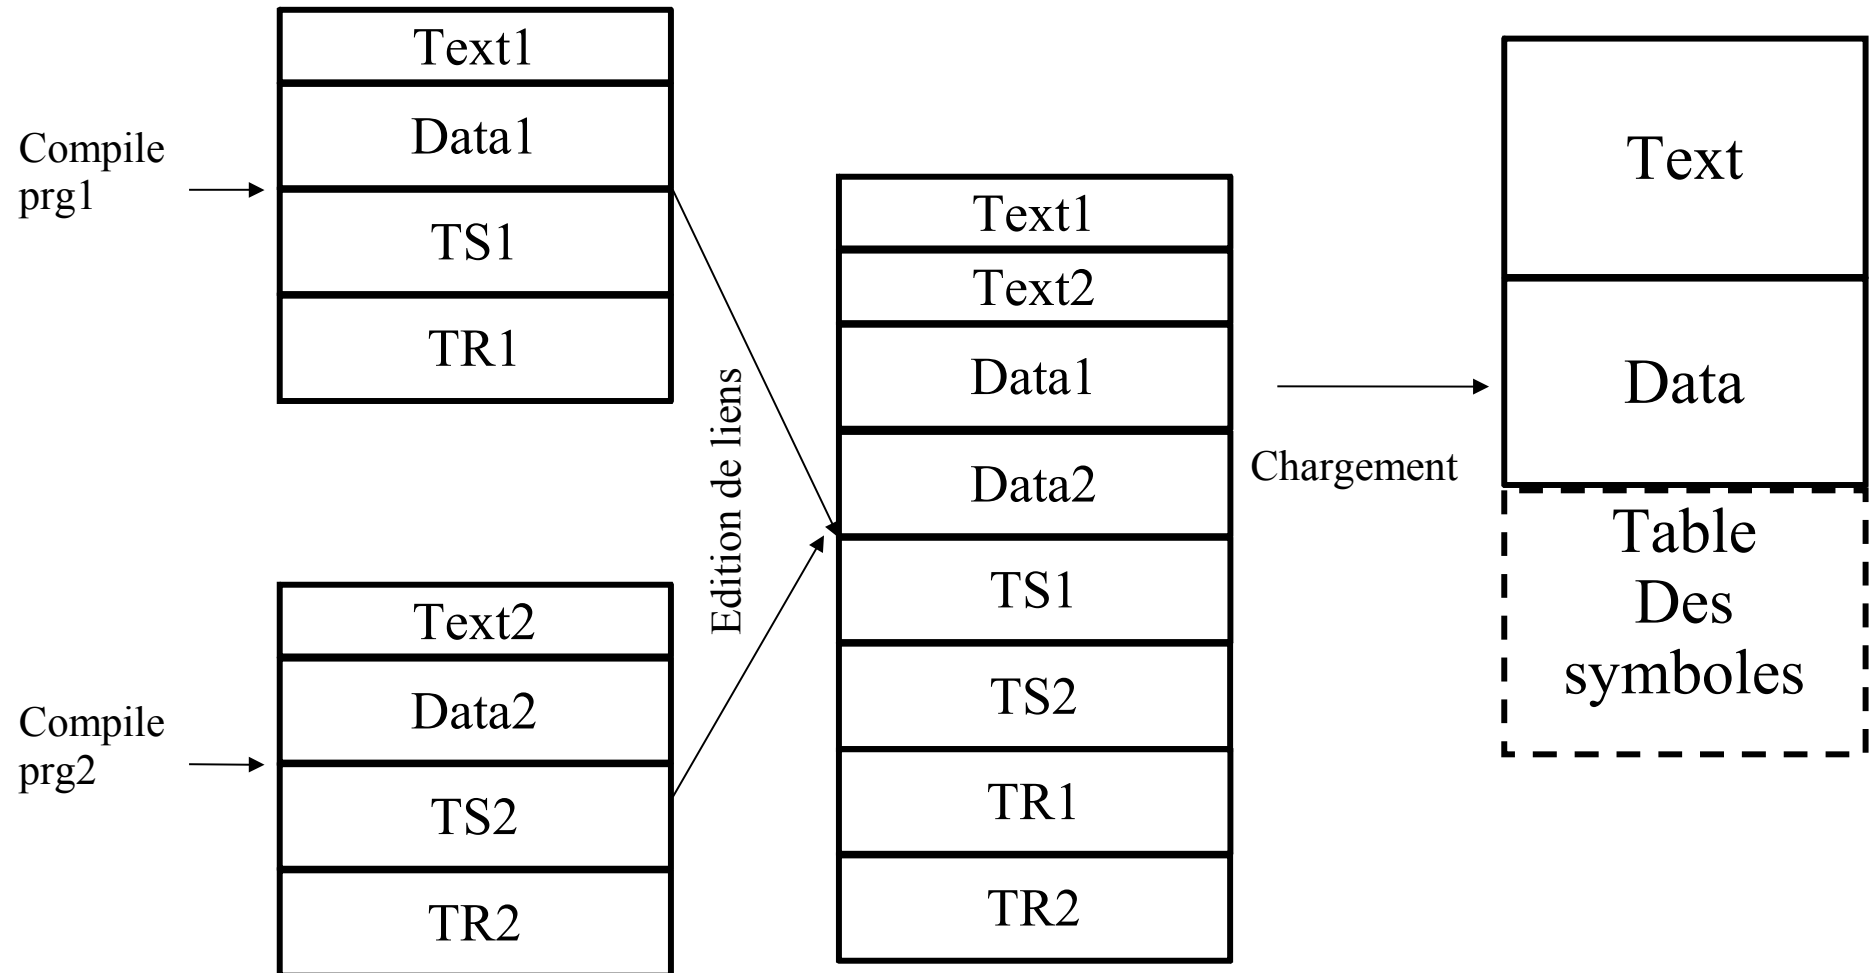 Compile
prg1
Text1
Data1
TS1
TR1
Compile
prg2
Text2
Data2
TS2
TR2
Edition de liens
Text1
Text2
Data1
Data2
TS1
TS2
TR1
TR2
Chargement
Text
Data
Table
Des
symboles